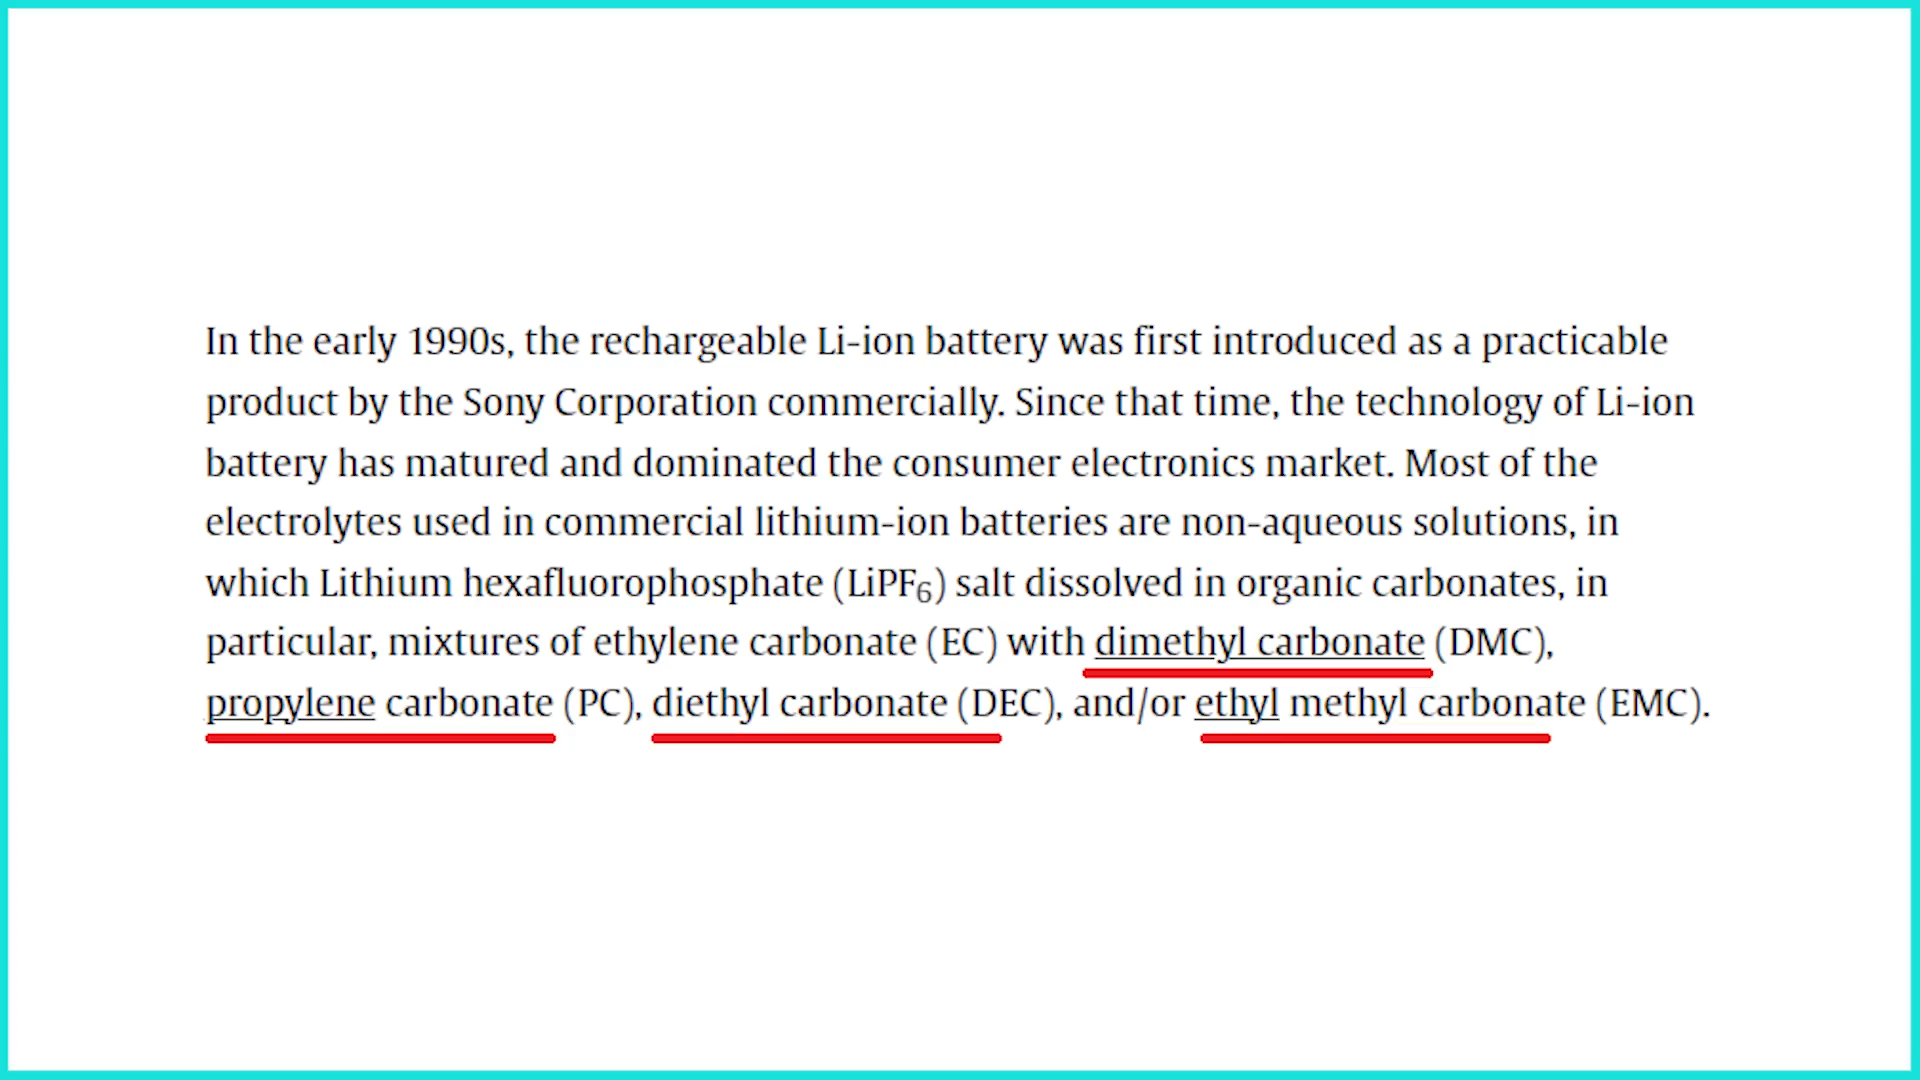 In the early 1990s, the rechargeable Li-ion battery was first introduced as a practicable
product by the Sony Corporation commercially. Since that time, the technology of Li-ion
battery has matured and dominated the consumer electronics market. Most of the
electrolytes used in commercial lithium-ion batteries are non-aqueous solutions, in
which Lithium hexafluorophosphate (LiPF₆) salt dissolved in organic carbonates, in
particular, mixtures of ethylene carbonate (EC) with dimethyl carbonate (DMC),
propylene carbonate (PC), diethyl carbonate (DEC), and/or ethyl methyl carbonate (EMC).